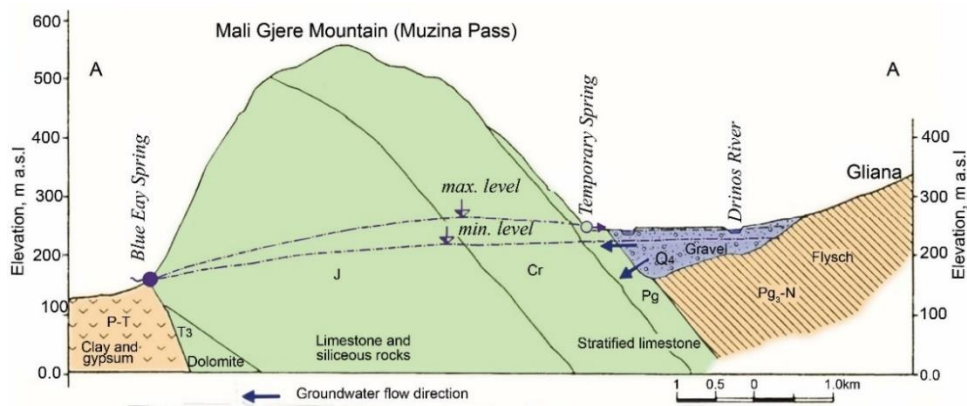 Mali Gjere Mountain (Muzina Pass)
600
500
400
300
200
100
0.0
Elevation, m a.s.l
A
A
400
300
200
100
0.0
Elevation, m a.s.l
Blue Eay Spring
Temporary Spring
Drinos River
Gliana
max. level
min. level
Gravel
Q4
Flysch
J
Cr
Pg
Pg3-N
P-T
T3
Clay and
gypsum
Dolomite
Limestone and
siliceous rocks
Stratified limestone
Groundwater flow direction
1 0.5 0 1.0km